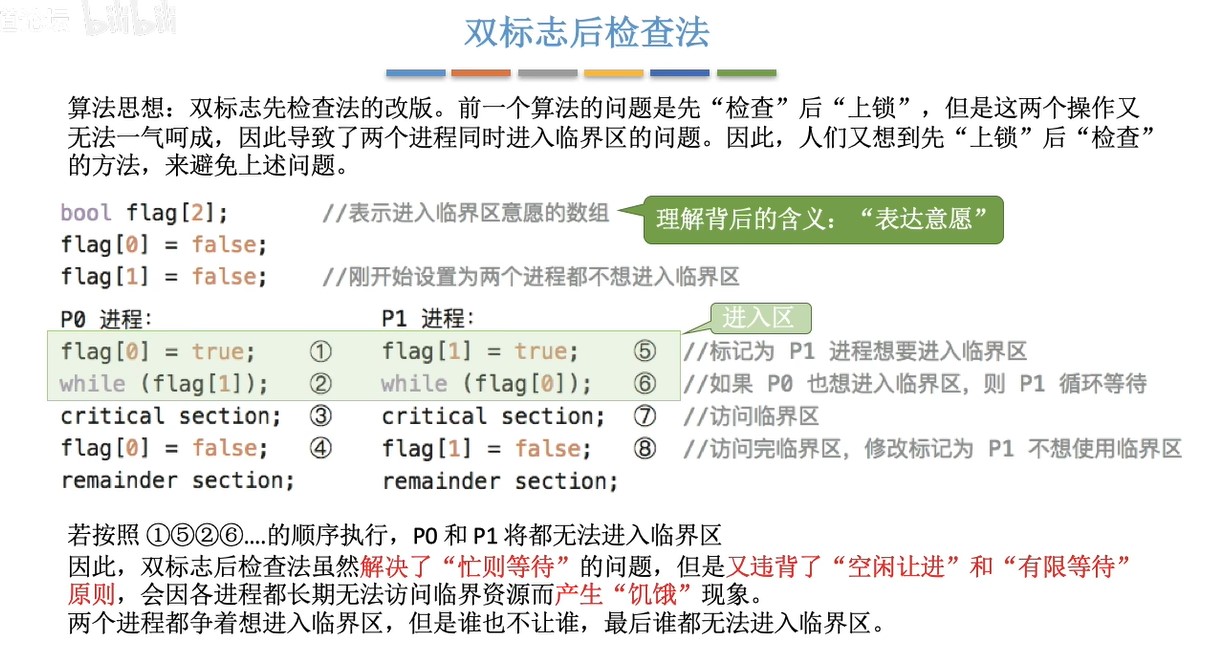 bilibili
双标志后检查法
算法思想：双标志先检查法的改版。前一个算法的问题是先“检查”后“上锁”，但是这两个操作又
无法一气呵成，因此导致了两个进程同时进入临界区的问题。因此，人们又想到先“上锁”后“检查”
的方法，来避免上述问题。
bool flag[2]; //表示进入临界区意愿的数组
理解背后的含义：“表达意愿”
flag[0] = false;
flag[1] = false; //刚开始设置为两个进程都不想进入临界区
P0 进程： P1 进程：
进入区
flag[0] = true; ① flag[1] = true; ⑤ //标记为 P1 进程想要进入临界区
while (flag[1]); ② while (flag[0]); ⑥ //如果 P0 也想进入临界区，则 P1 循环等待
critical section; ③ critical section; ⑦ //访问临界区
flag[0] = false; ④ flag[1] = false; ⑧ //访问完临界区，修改标记为 P1 不想使用临界区
remainder section; remainder section;
若按照 ①⑤②⑥....的顺序执行，P0 和 P1 将都无法进入临界区
因此，双标志后检查法虽然解决了“忙则等待”的问题，但是又违背了“空闲让进”和“有限等待”
原则，会因各进程都长期无法访问临界资源而产生“饥饿”现象。
两个进程都争着想进入临界区，但是谁也不让谁，最后谁都无法进入临界区。